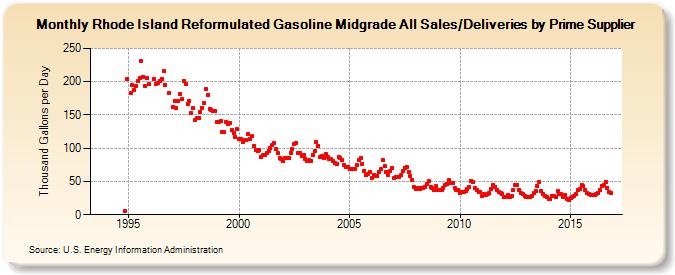 Monthly Rhode Island Reformulated Gasoline Midgrade All Sales/Deliveries by Prime Supplier
Thousand Gallons per Day
250
200
150
100
50
0
1995 2000 2005 2010 2015
Source: U.S. Energy Information Administration